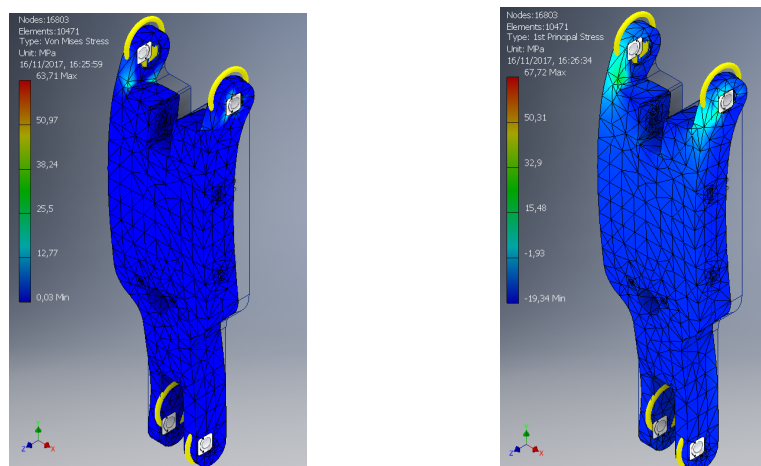 Nodes:16803
Elements:10471
Type: Von Mises Stress
Unit: MPa
16/11/2017, 16:25:59
63,71 Max
50,97
38,24
25,5
12,77
0,03 Min
Y
Z
X
Nodes:16803
Elements:10471
Type: 1st Principal Stress
Unit: MPa
16/11/2017, 16:26:34
67,72 Max
50,31
32,9
15,48
-1,93
-19,34 Min
Y
Z
X